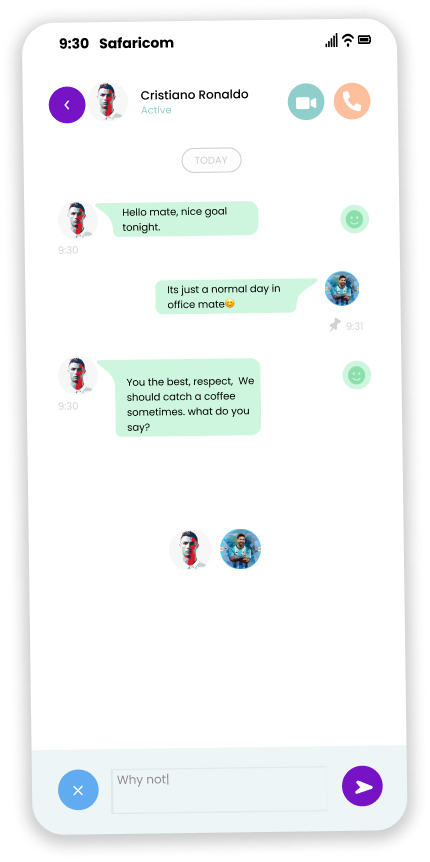 9:30 Safaricom
Cristiano Ronaldo
Active
TODAY
Hello mate, nice goal
tonight.
9:30
Its just a normal day in
office mate😊
9:31
You the best, respect, We
should catch a coffee
sometimes. what do you
say?
9:30
Why not